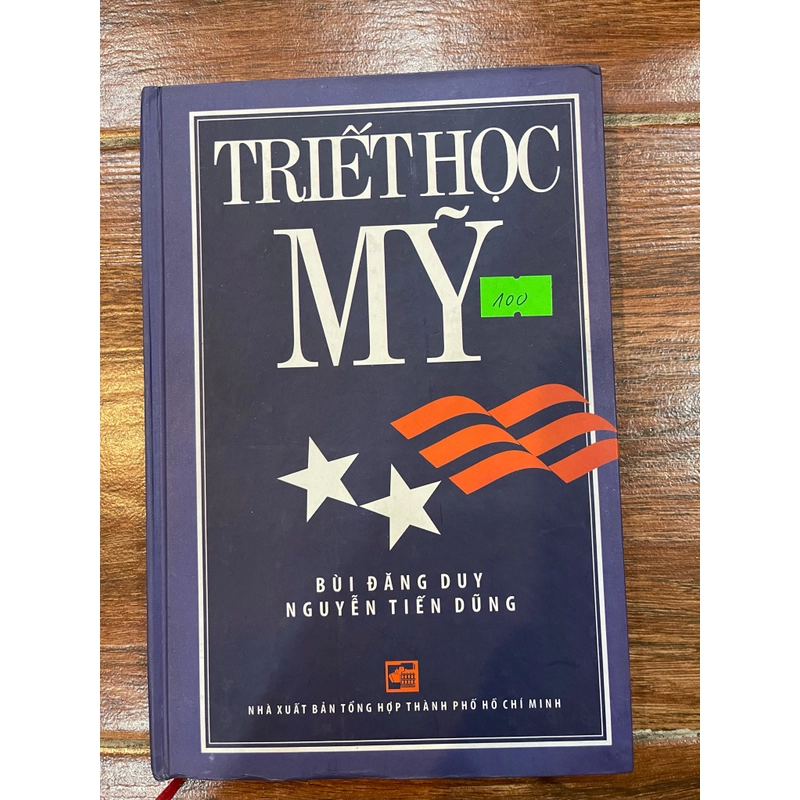 TRIẾT HỌC
MỸ
100
BÙI ĐĂNG DUY
NGUYỄN TIẾN DŨNG
NHÀ XUẤT BẢN TỔNG HỢP THÀNH PHỐ HỒ CHÍ MINH